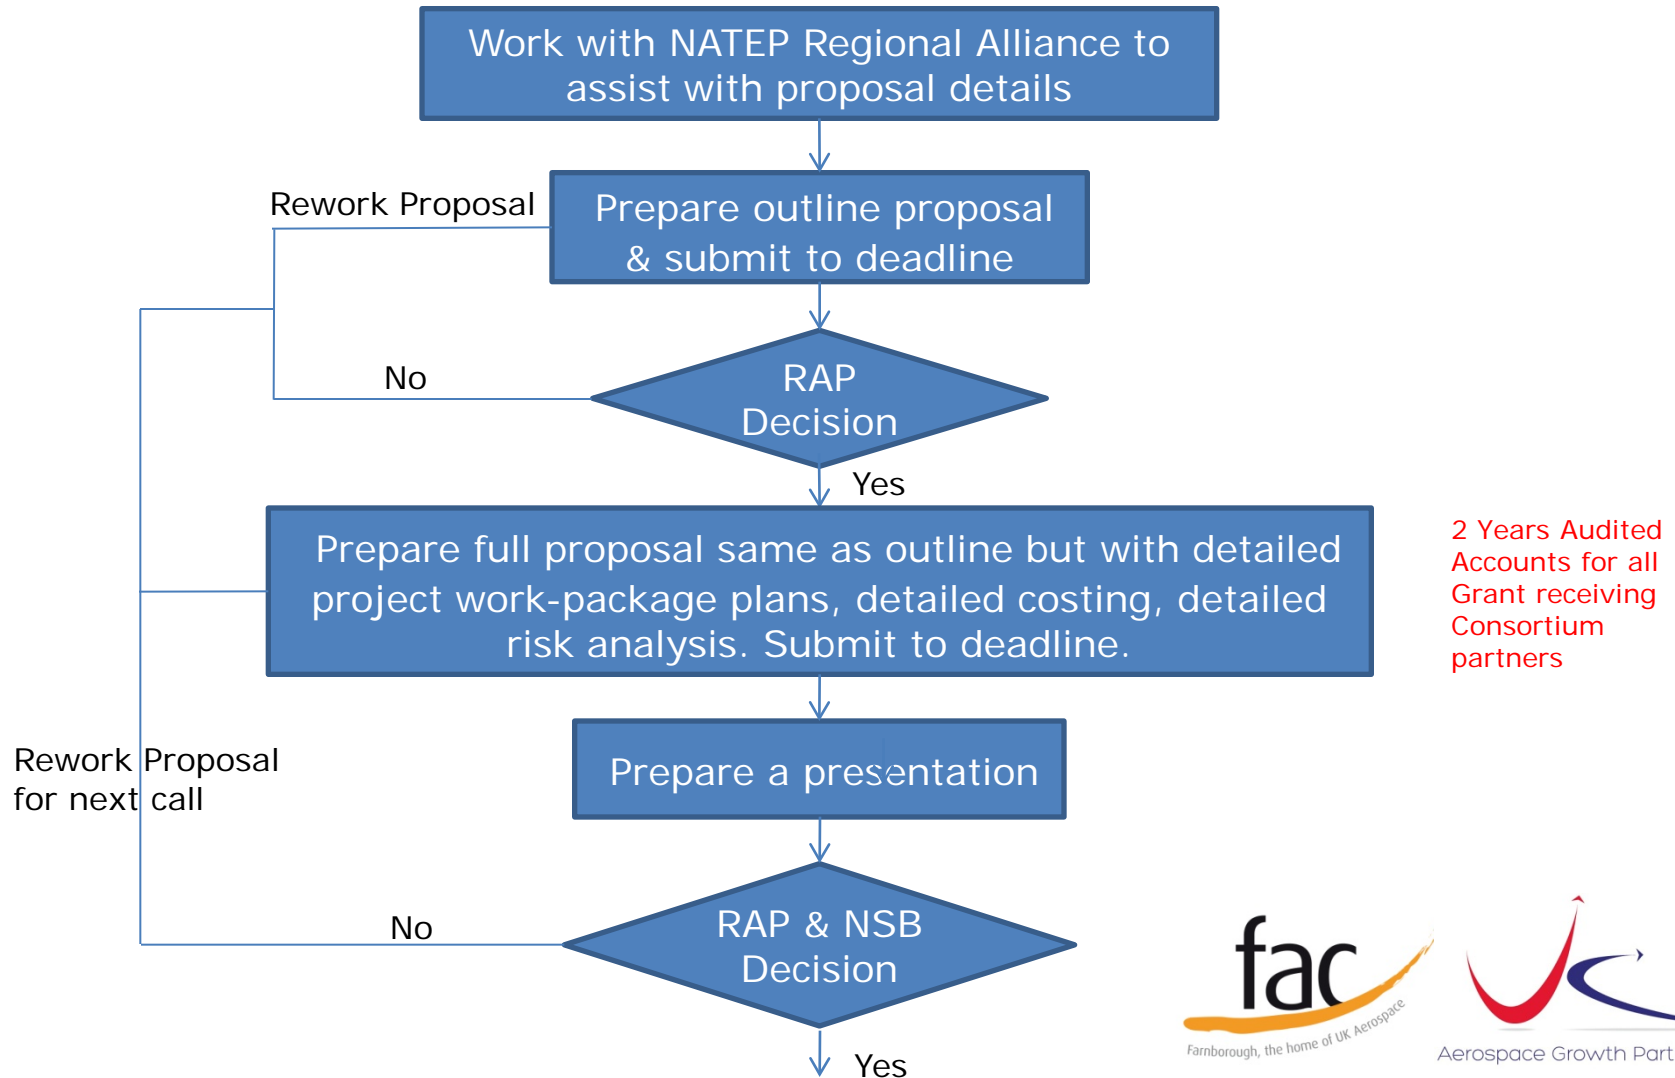 Work with NATEP Regional Alliance to
assist with proposal details
Rework Proposal
Prepare outline proposal
& submit to deadline
No
RAP
Decision
Yes
Prepare full proposal same as outline but with detailed
project work-package plans, detailed costing, detailed
risk analysis. Submit to deadline.
2 Years Audited
Accounts for all
Grant receiving
Consortium
partners
Prepare a presentation
Rework Proposal
for next call
No
RAP & NSB
Decision
Yes
fac
Farnborough, the home of UK Aerospace
Aerospace Growth Part